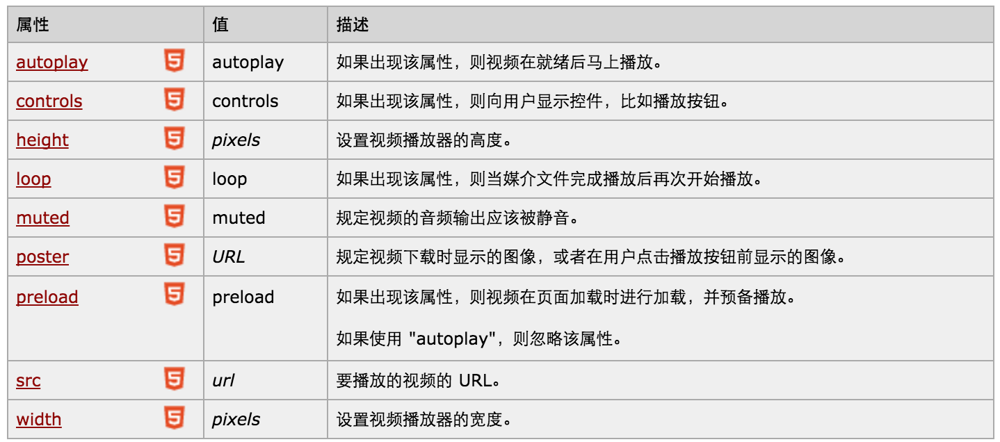 属性 值 描述
autoplay 5 autoplay 如果出现该属性，则视频在就绪后马上播放。
controls 5 controls 如果出现该属性，则向用户显示控件，比如播放按钮。
height 5 pixels 设置视频播放器的高度。
loop 5 loop 如果出现该属性，则当媒介文件完成播放后再次开始播放。
muted 5 muted 规定视频的音频输出应该被静音。
poster 5 URL 规定视频下载时显示的图像，或者在用户点击播放按钮前显示的图像。
preload 5 preload 如果出现该属性，则视频在页面加载时进行加载，并预备播放。
如果使用 "autoplay"，则忽略该属性。
src 5 url 要播放的视频的 URL。
width 5 pixels 设置视频播放器的宽度。